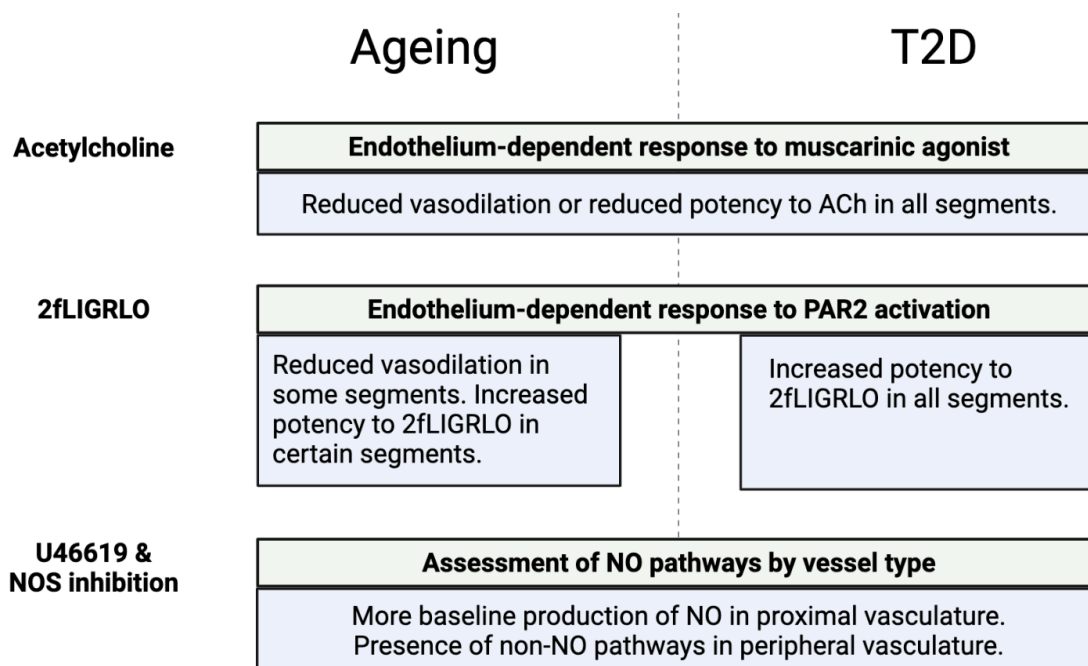 Ageing
T2D
Acetylcholine
Endothelium-dependent response to muscarinic agonist
Reduced vasodilation or reduced potency to ACh in all segments.
2fLIGRLO
Endothelium-dependent response to PAR2 activation
Reduced vasodilation in
some segments. Increased
potency to 2fLIGRLO in
certain segments.
Increased potency to
2fLIGRLO in all segments.
U46619 &
NOS inhibition
Assessment of NO pathways by vessel type
More baseline production of NO in proximal vasculature.
Presence of non-NO pathways in peripheral vasculature.